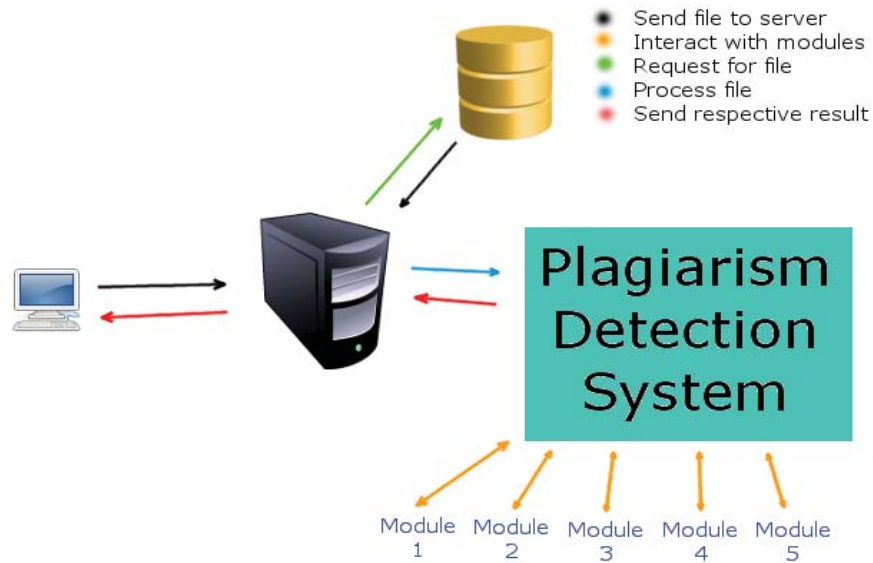 Send file to server
Interact with modules
Request for file
Process file
Send respective result
Plagiarism
Detection
System
Module
1
Module
2
Module
3
Module
4
Module
5